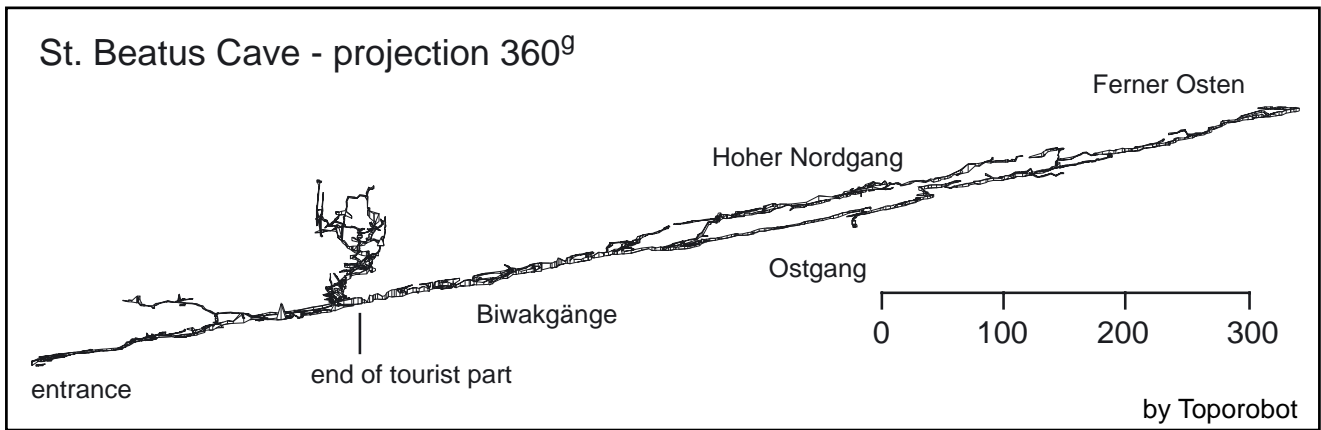 St. Beatus Cave - projection 360g
Ferner Osten
Hoher Nordgang
Ostgang
Biwakgänge
0 100 200 300
end of tourist part
entrance
by Toporobot